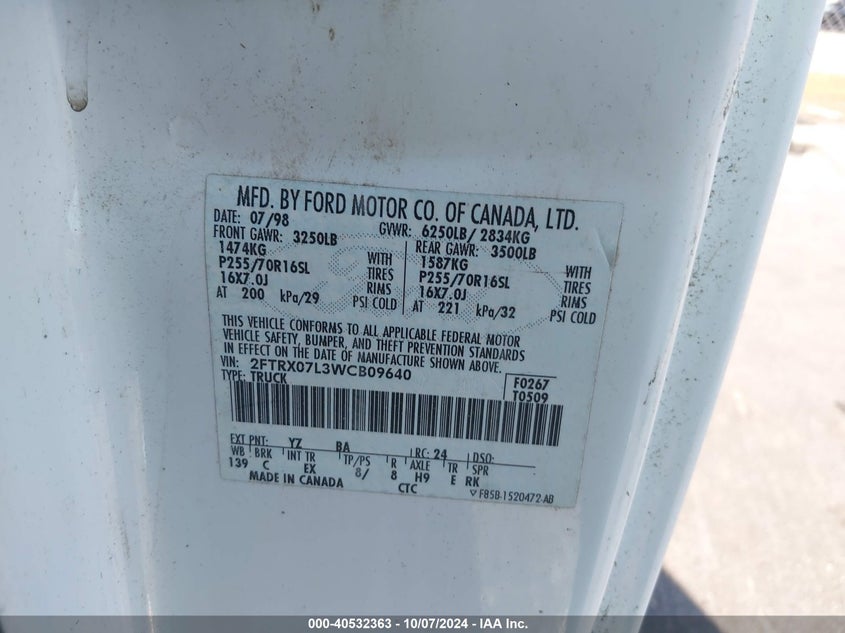 MFD. BY FORD MOTOR CO. OF CANADA, LTD.
DATE: 07/98 GVWR: 6250LB/ 2834KG
FRONT GAWR: 3250LB REAR GAWR: 3500LB
1474KG WITH 1587KG WITH
P255/70R16SL TIRES P255/70R16SL TIRES
16X7.0J RIMS 16X7.0J RIMS
AT 200 kPa/29 PSI COLD AT 221 kPa/32 PSI COLD
THIS VEHICLE CONFORMS TO ALL APPLICABLE FEDERAL MOTOR
VEHICLE SAFETY, BUMPER, AND THEFT PREVENTION STANDARDS
IN EFFECT ON THE DATE OF MANUFACTURE SHOWN ABOVE.
VIN: 2FTRX07L3WCB09640 F0267
TYPE: TRUCK T0509
EXT PNT: YZ BA RC: 24 DSO:
WB BRK INT TR TP/PS R AXLE TR SPR
139 C EX 8/ 8 H9 E RK
MADE IN CANADA CTC F85B-1520472-AB
000-40532363 - 10/07/2024 - IAA Inc.